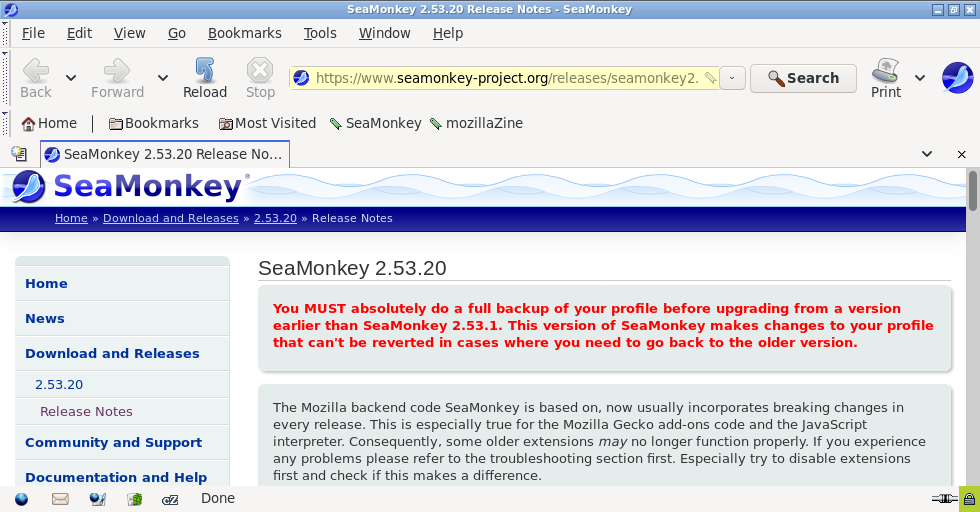 SeaMonkey 2.53.20 Release Notes - SeaMonkey
File Edit View Go Bookmarks Tools Window Help
Back Forward Reload Stop https://www.seamonkey-project.org/releases/seamonkey2. Search Print
Home Bookmarks Most Visited SeaMonkey mozillaZine
SeaMonkey 2.53.20 Release No...
SeaMonkey®
Home » Download and Releases » 2.53.20 » Release Notes
Home
News
Download and Releases
2.53.20
Release Notes
Community and Support
Documentation and Help
SeaMonkey 2.53.20
You MUST absolutely do a full backup of your profile before upgrading from a version
earlier than SeaMonkey 2.53.1. This version of SeaMonkey makes changes to your profile
that can't be reverted in cases where you need to go back to the older version.
The Mozilla backend code SeaMonkey is based on, now usually incorporates breaking changes in
every release. This is especially true for the Mozilla Gecko add-ons code and the JavaScript
interpreter. Consequently, some older extensions may no longer function properly. If you experience
any problems please refer to the troubleshooting section first. Especially try to disable extensions
first and check if this makes a difference.
Done